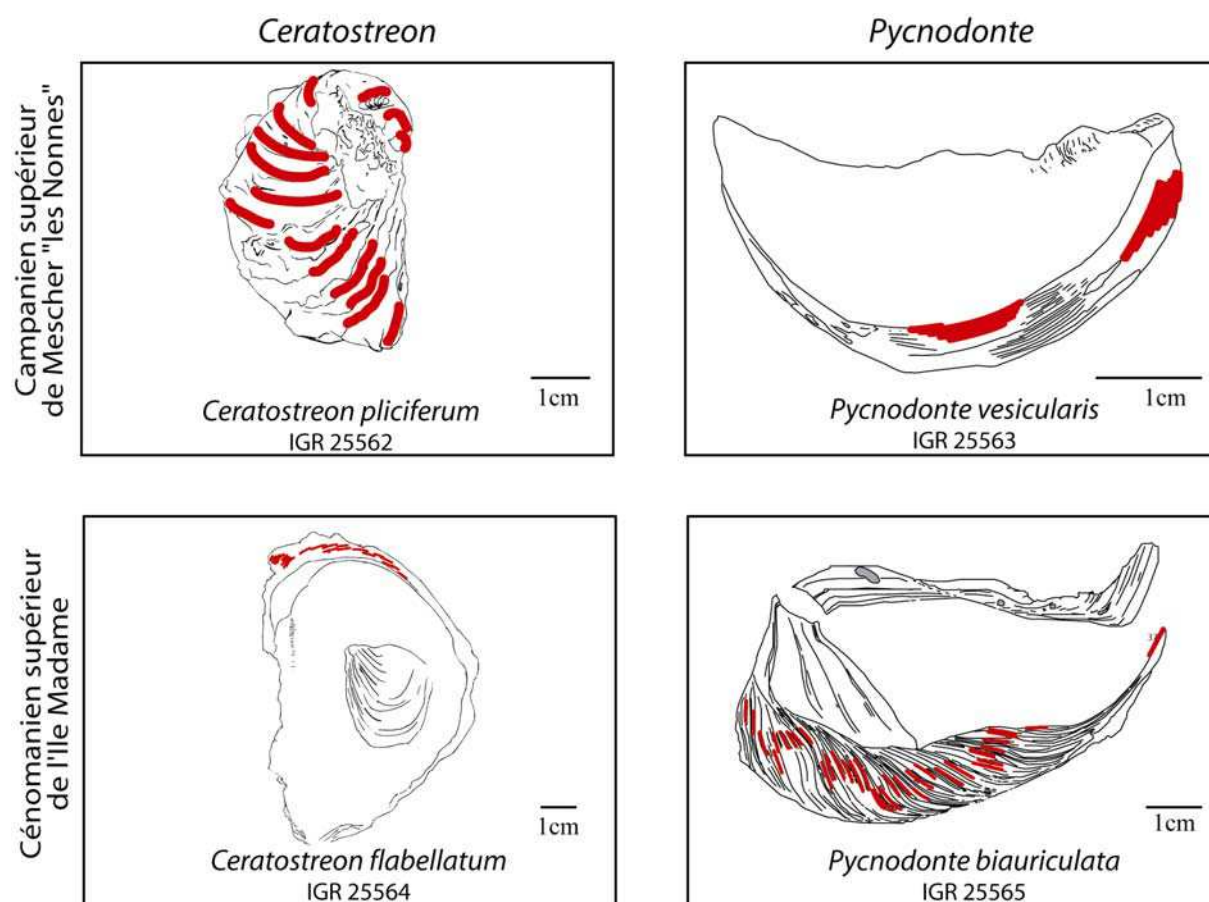 Ceratostreon
Pycnodonte
Campanien supérieur
de Mescher "les Nonnes"
1cm
Ceratostreon pliciferum
IGR 25562
1cm
Pycnodonte vesicularis
IGR 25563
Cénomanien supérieur
de l'Ile Madame
1cm
Ceratostreon flabellatum
IGR 25564
1cm
Pycnodonte biauriculata
IGR 25565